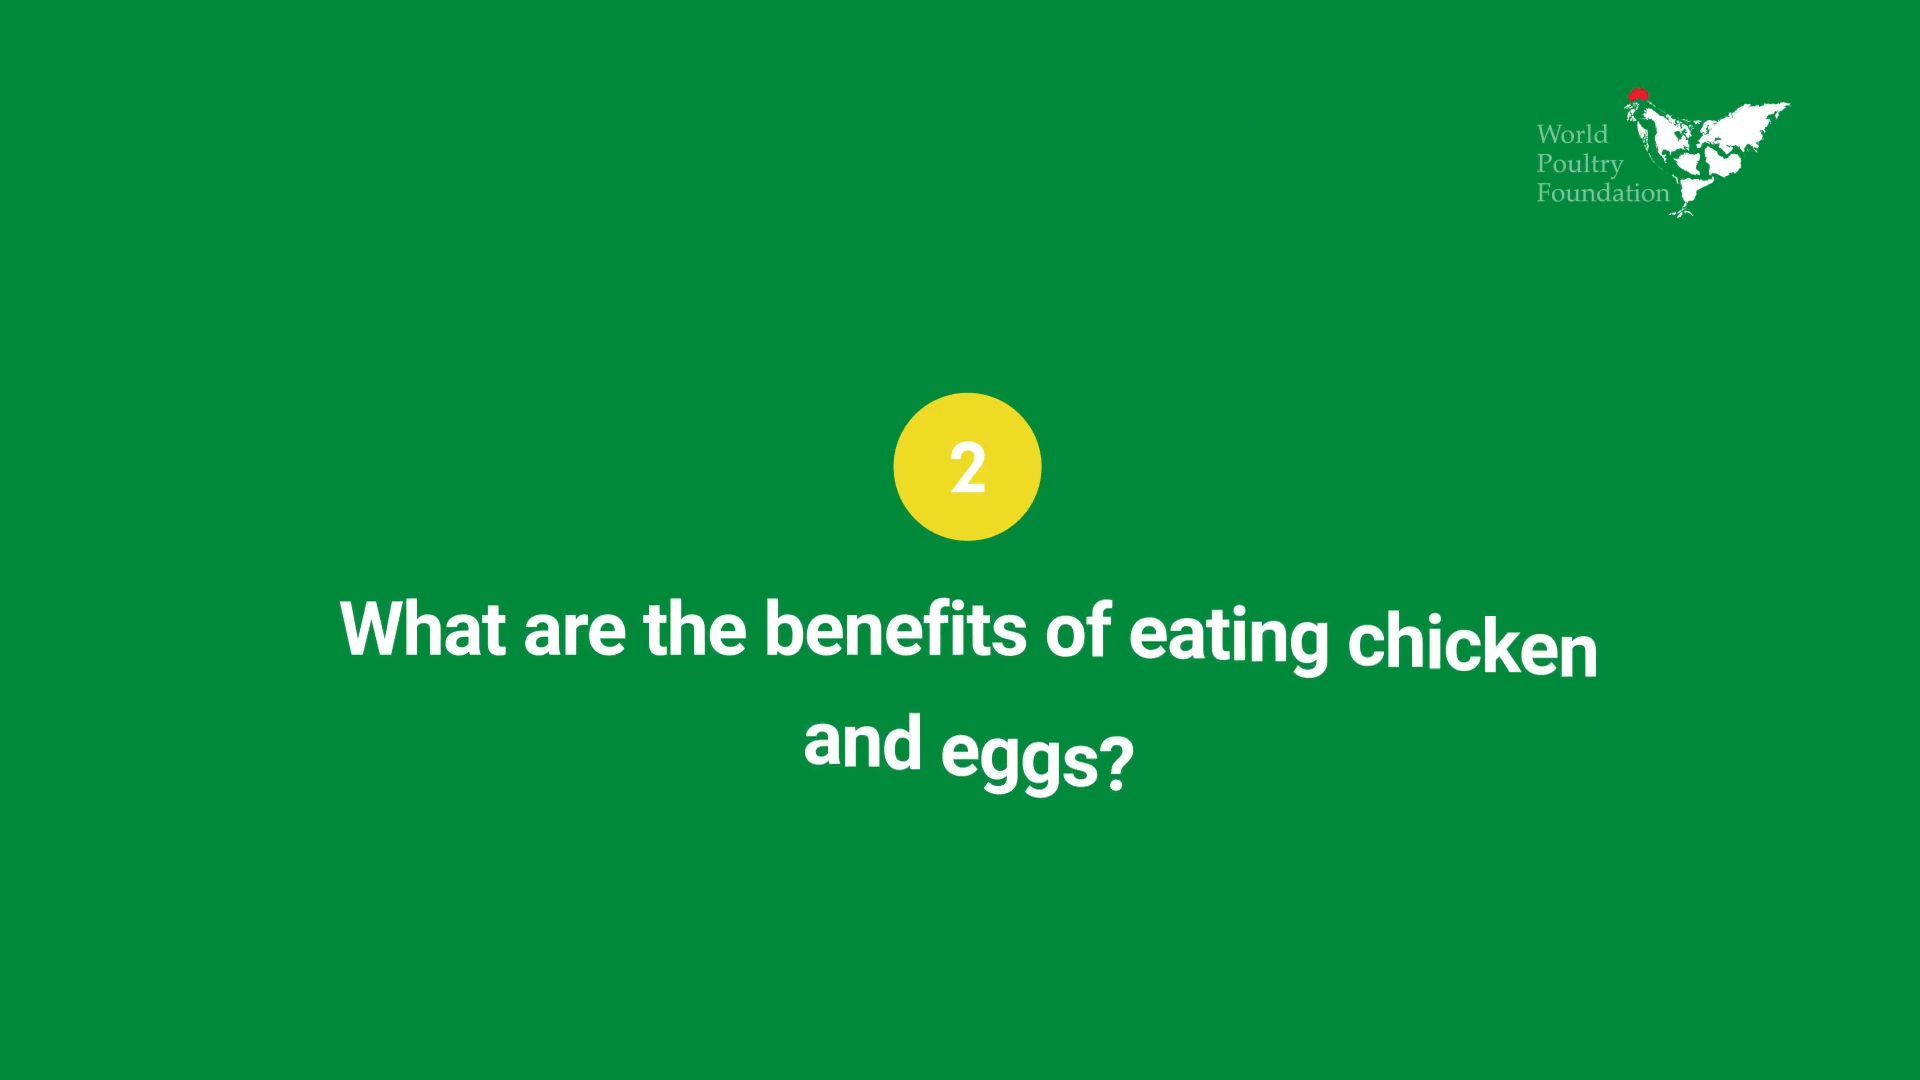 World
Poultry
Foundation
2
What are the benefits of eating chicken
and eggs?